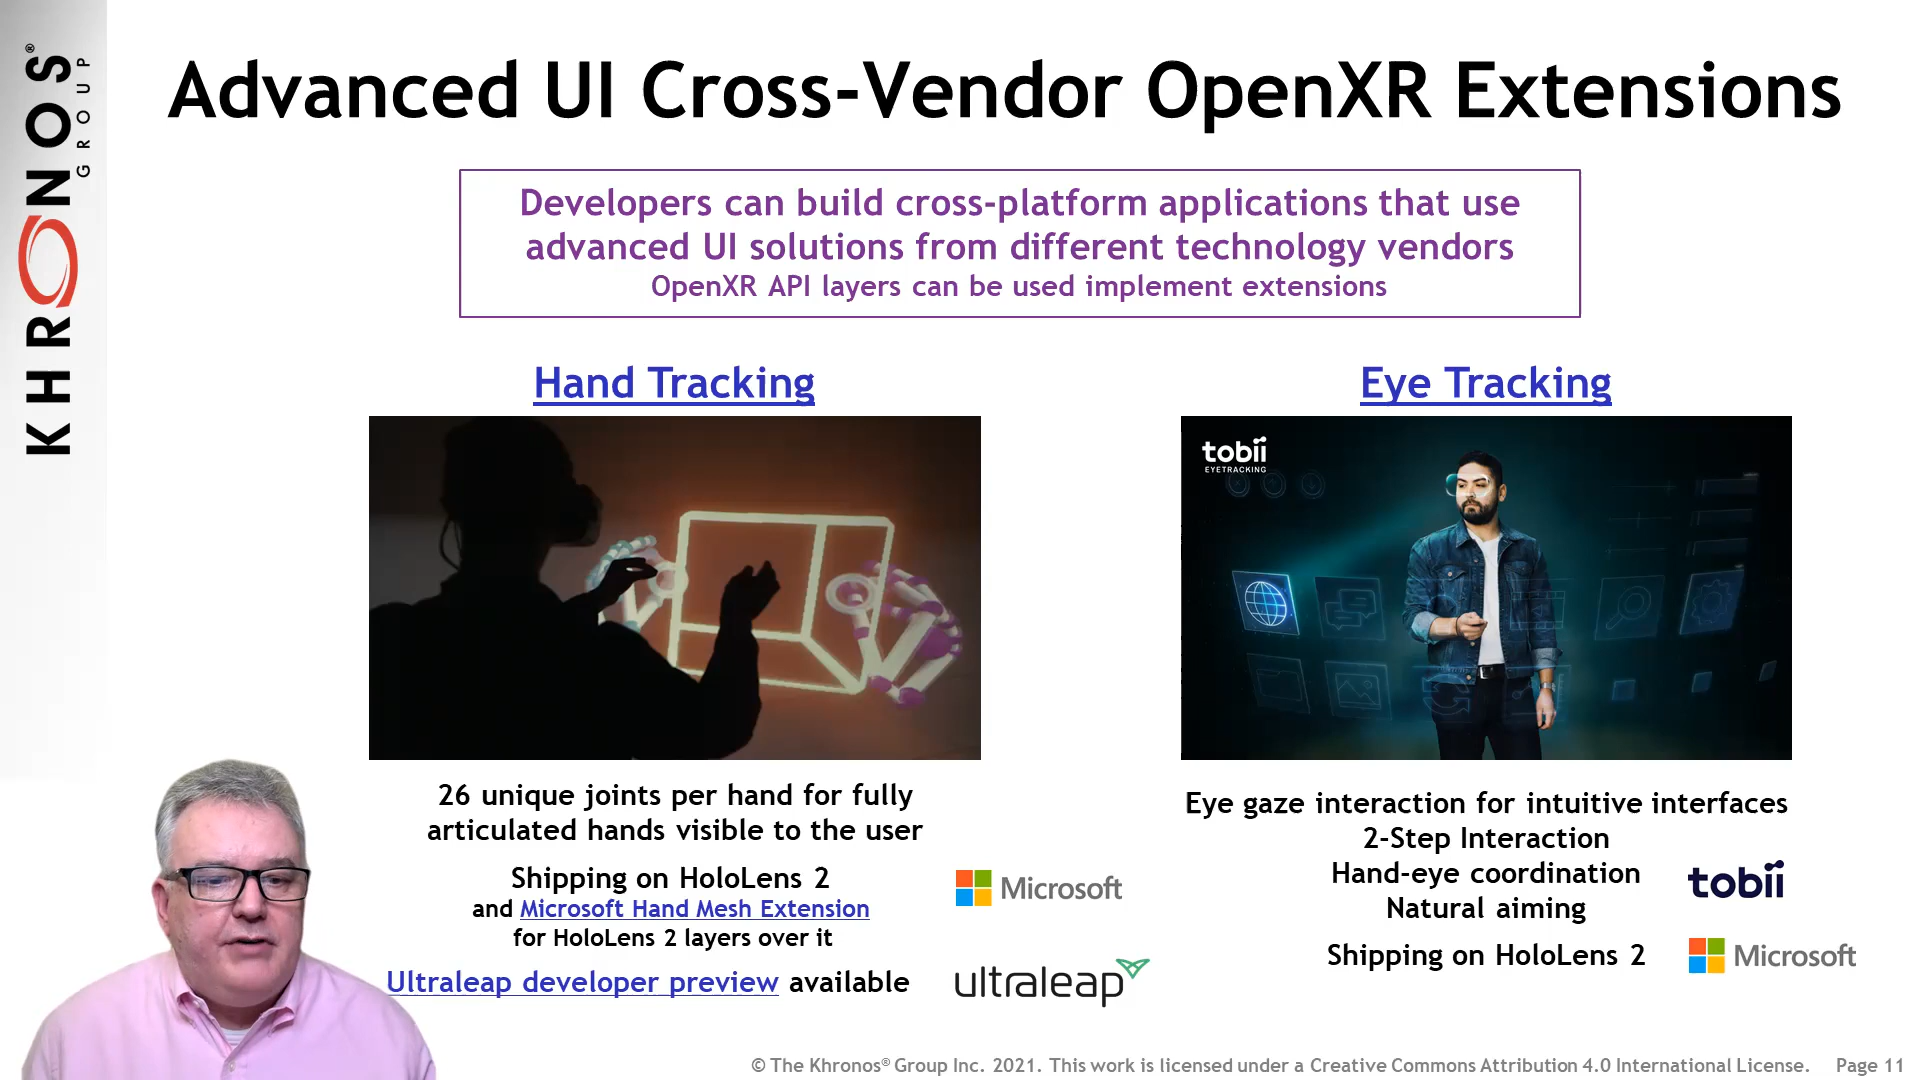 KHRONOS®
GROUP
Advanced UI Cross-Vendor OpenXR Extensions
Developers can build cross-platform applications that use
advanced UI solutions from different technology vendors
OpenXR API layers can be used implement extensions
Hand Tracking
26 unique joints per hand for fully
articulated hands visible to the user
Shipping on HoloLens 2
and Microsoft Hand Mesh Extension
for HoloLens 2 layers over it
Microsoft
Ultraleap developer preview available
ultraleap
Eye Tracking
tobii
EYETRACKING
Eye gaze interaction for intuitive interfaces
2-Step Interaction
Hand-eye coordination
Natural aiming
tobii
Shipping on HoloLens 2
Microsoft
© The Khronos® Group Inc. 2021. This work is licensed under a Creative Commons Attribution 4.0 International License. Page 11